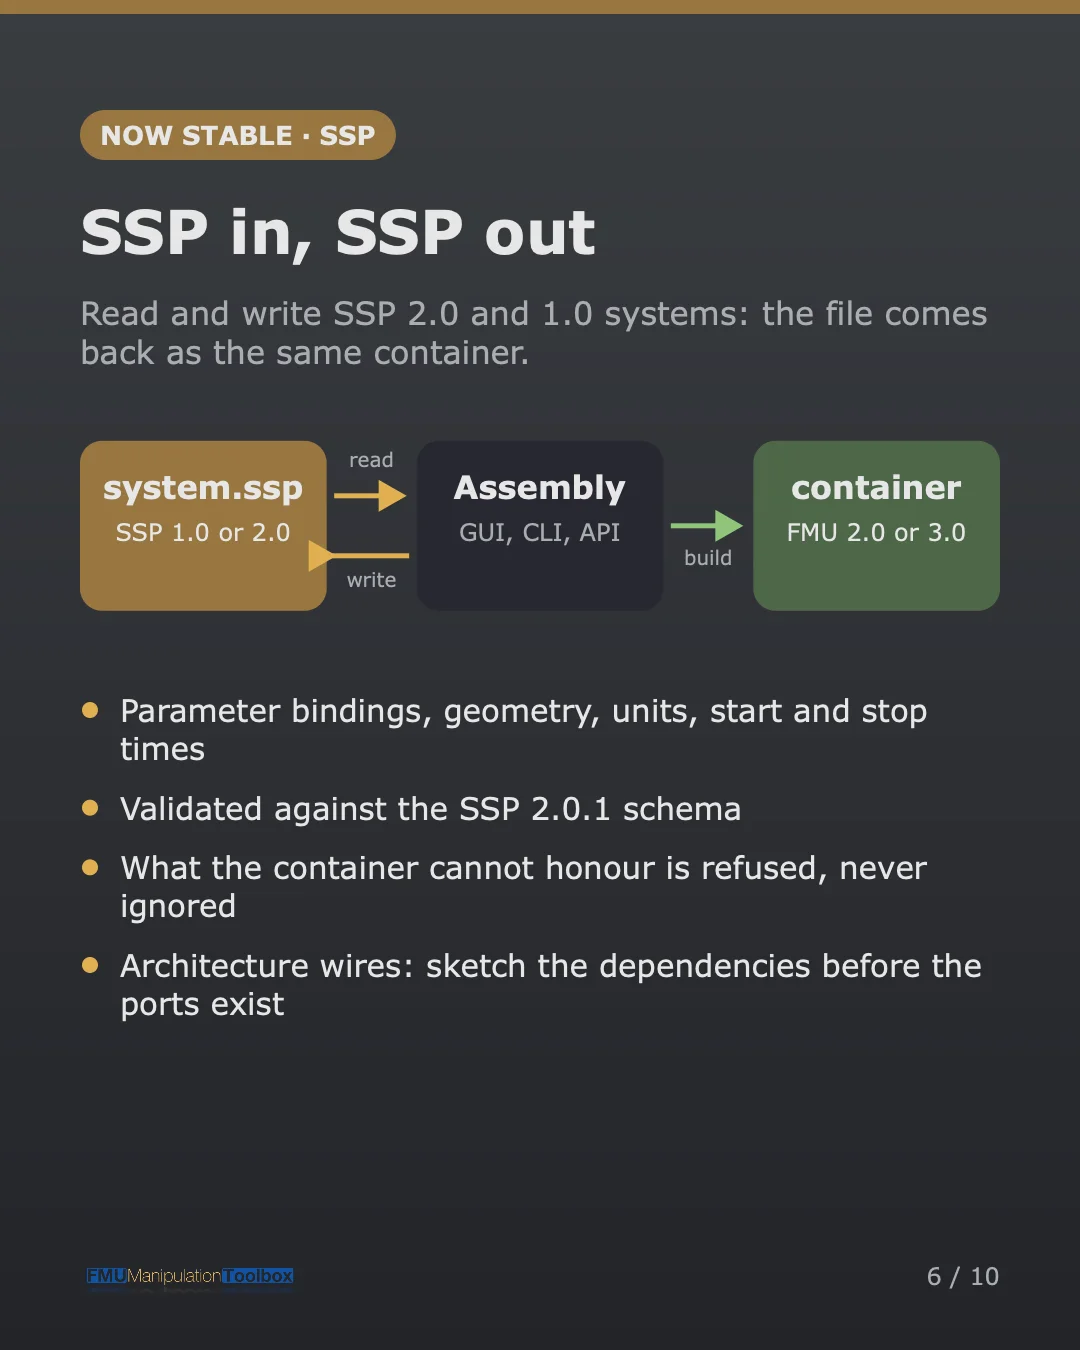 NOW STABLE · SSP
SSP in, SSP out
Read and write SSP 2.0 and 1.0 systems: the file comes
back as the same container.
system.ssp
SSP 1.0 or 2.0
read
write
Assembly
GUI, CLI, API
build
container
FMU 2.0 or 3.0
Parameter bindings, geometry, units, start and stop
times
Validated against the SSP 2.0.1 schema
What the container cannot honour is refused, never
ignored
Architecture wires: sketch the dependencies before the
ports exist
FMUManipulationToolbox
6 / 10